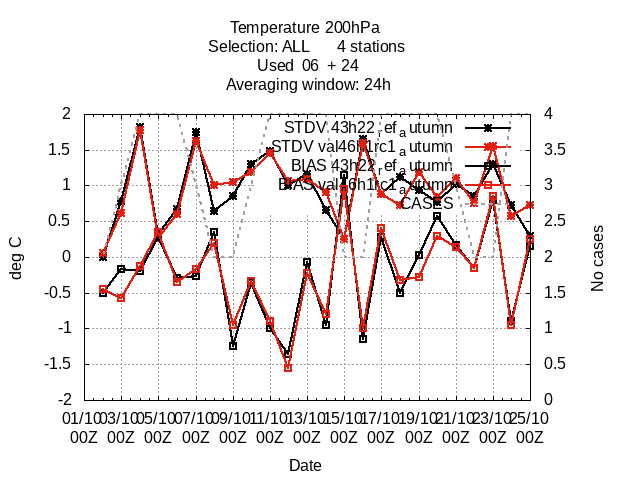 Temperature 200hPa
Selection: ALL 4 stations
Used 06 + 24
Averaging window: 24h
STDV 43h22ref_autumn
STDV val46h1rc1_autumn
BIAS 43h22ref_autumn
BIAS val46h1rc1_autumn
CASES
2 4
1.5 3.5
1 3
0.5 2.5
0 2
-0.5 1.5
-1 1
-1.5 0.5
-2 0
deg C
No cases
01/10 03/10 05/10 07/10 09/10 11/10 13/10 15/10 17/10 19/10 21/10 23/10 25/10
00Z 00Z 00Z 00Z 00Z 00Z 00Z 00Z 00Z 00Z 00Z 00Z 00Z
Date